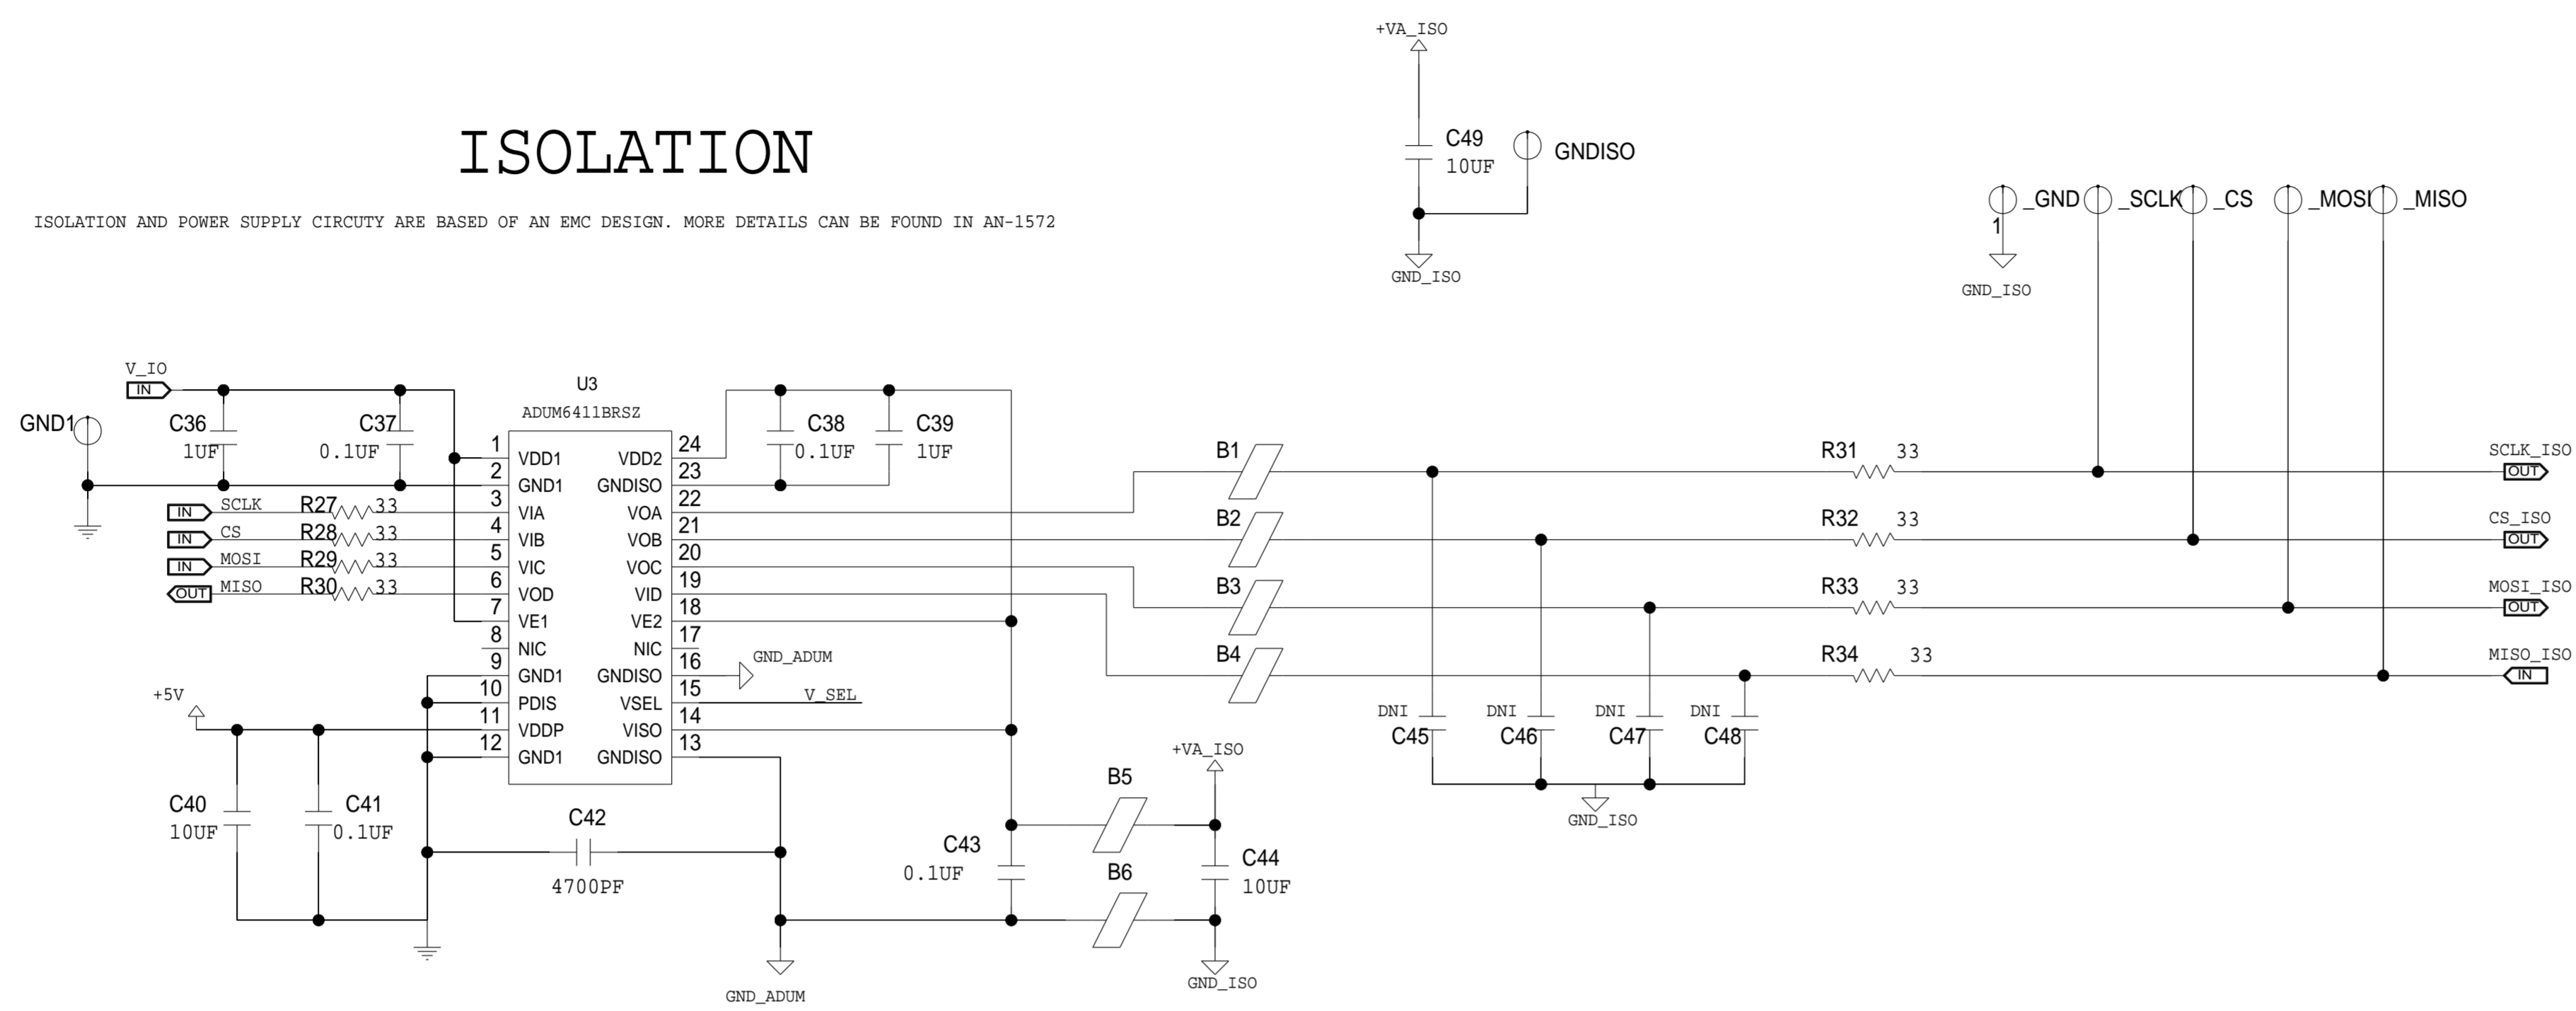 +VA_ISO
C49
10UF
GNDISO
GND_ISO
ISOLATION
ISOLATION AND POWER SUPPLY CIRCUTY ARE BASED OF AN EMC DESIGN. MORE DETAILS CAN BE FOUND IN AN-1572
_GND
_SCLK
_CS
_MOSI
_MISO
1
GND_ISO
V_IO
IN
GND1
C36
1UF
C37
0.1UF
U3
ADUM6411BRSZ
C38
0.1UF
C39
1UF
1 VDD1 VDD2 24
2 GND1 GNDISO 23
IN SCLK R27 33 3 VIA VOA 22
IN CS R28 33 4 VIB VOB 21
IN MOSI R29 33 5 VIC VOC 20
OUT MISO R30 33 6 VOD VID 19
7 VE1 VE2 18
8 NIC NIC 17
9 GND1 GNDISO 16 GND_ADUM
10 PDIS VSEL 15 V_SEL
+5V
11 VDDP VISO 14
12 GND1 GNDISO 13
B1 R31 33 SCLK_ISO
OUT
B2 R32 33 CS_ISO
OUT
B3 R33 33 MOSI_ISO
OUT
B4 R34 33 MISO_ISO
IN
DNI DNI DNI DNI
C45 C46 C47 C48
GND_ISO
C40
10UF
C41
0.1UF
C42
4700PF
GND_ADUM
C43
0.1UF
B5
B6
+VA_ISO
C44
10UF
GND_ISO